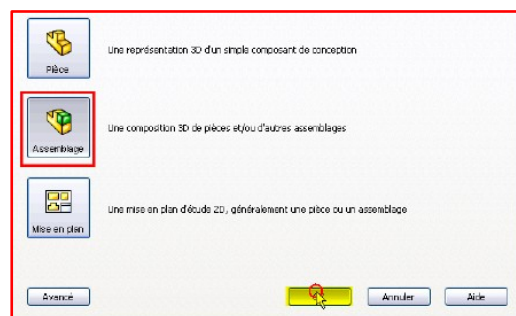 Pièce
Une représentation 3D d'un simple composant de conception
Assemblage
Une composition 3D de pièces et/ou d'autres assemblages
Mise en plan
Une mise en plan d'étude 2D, généralement une pièce ou un assemblage
Avancé
Annuler
Aide